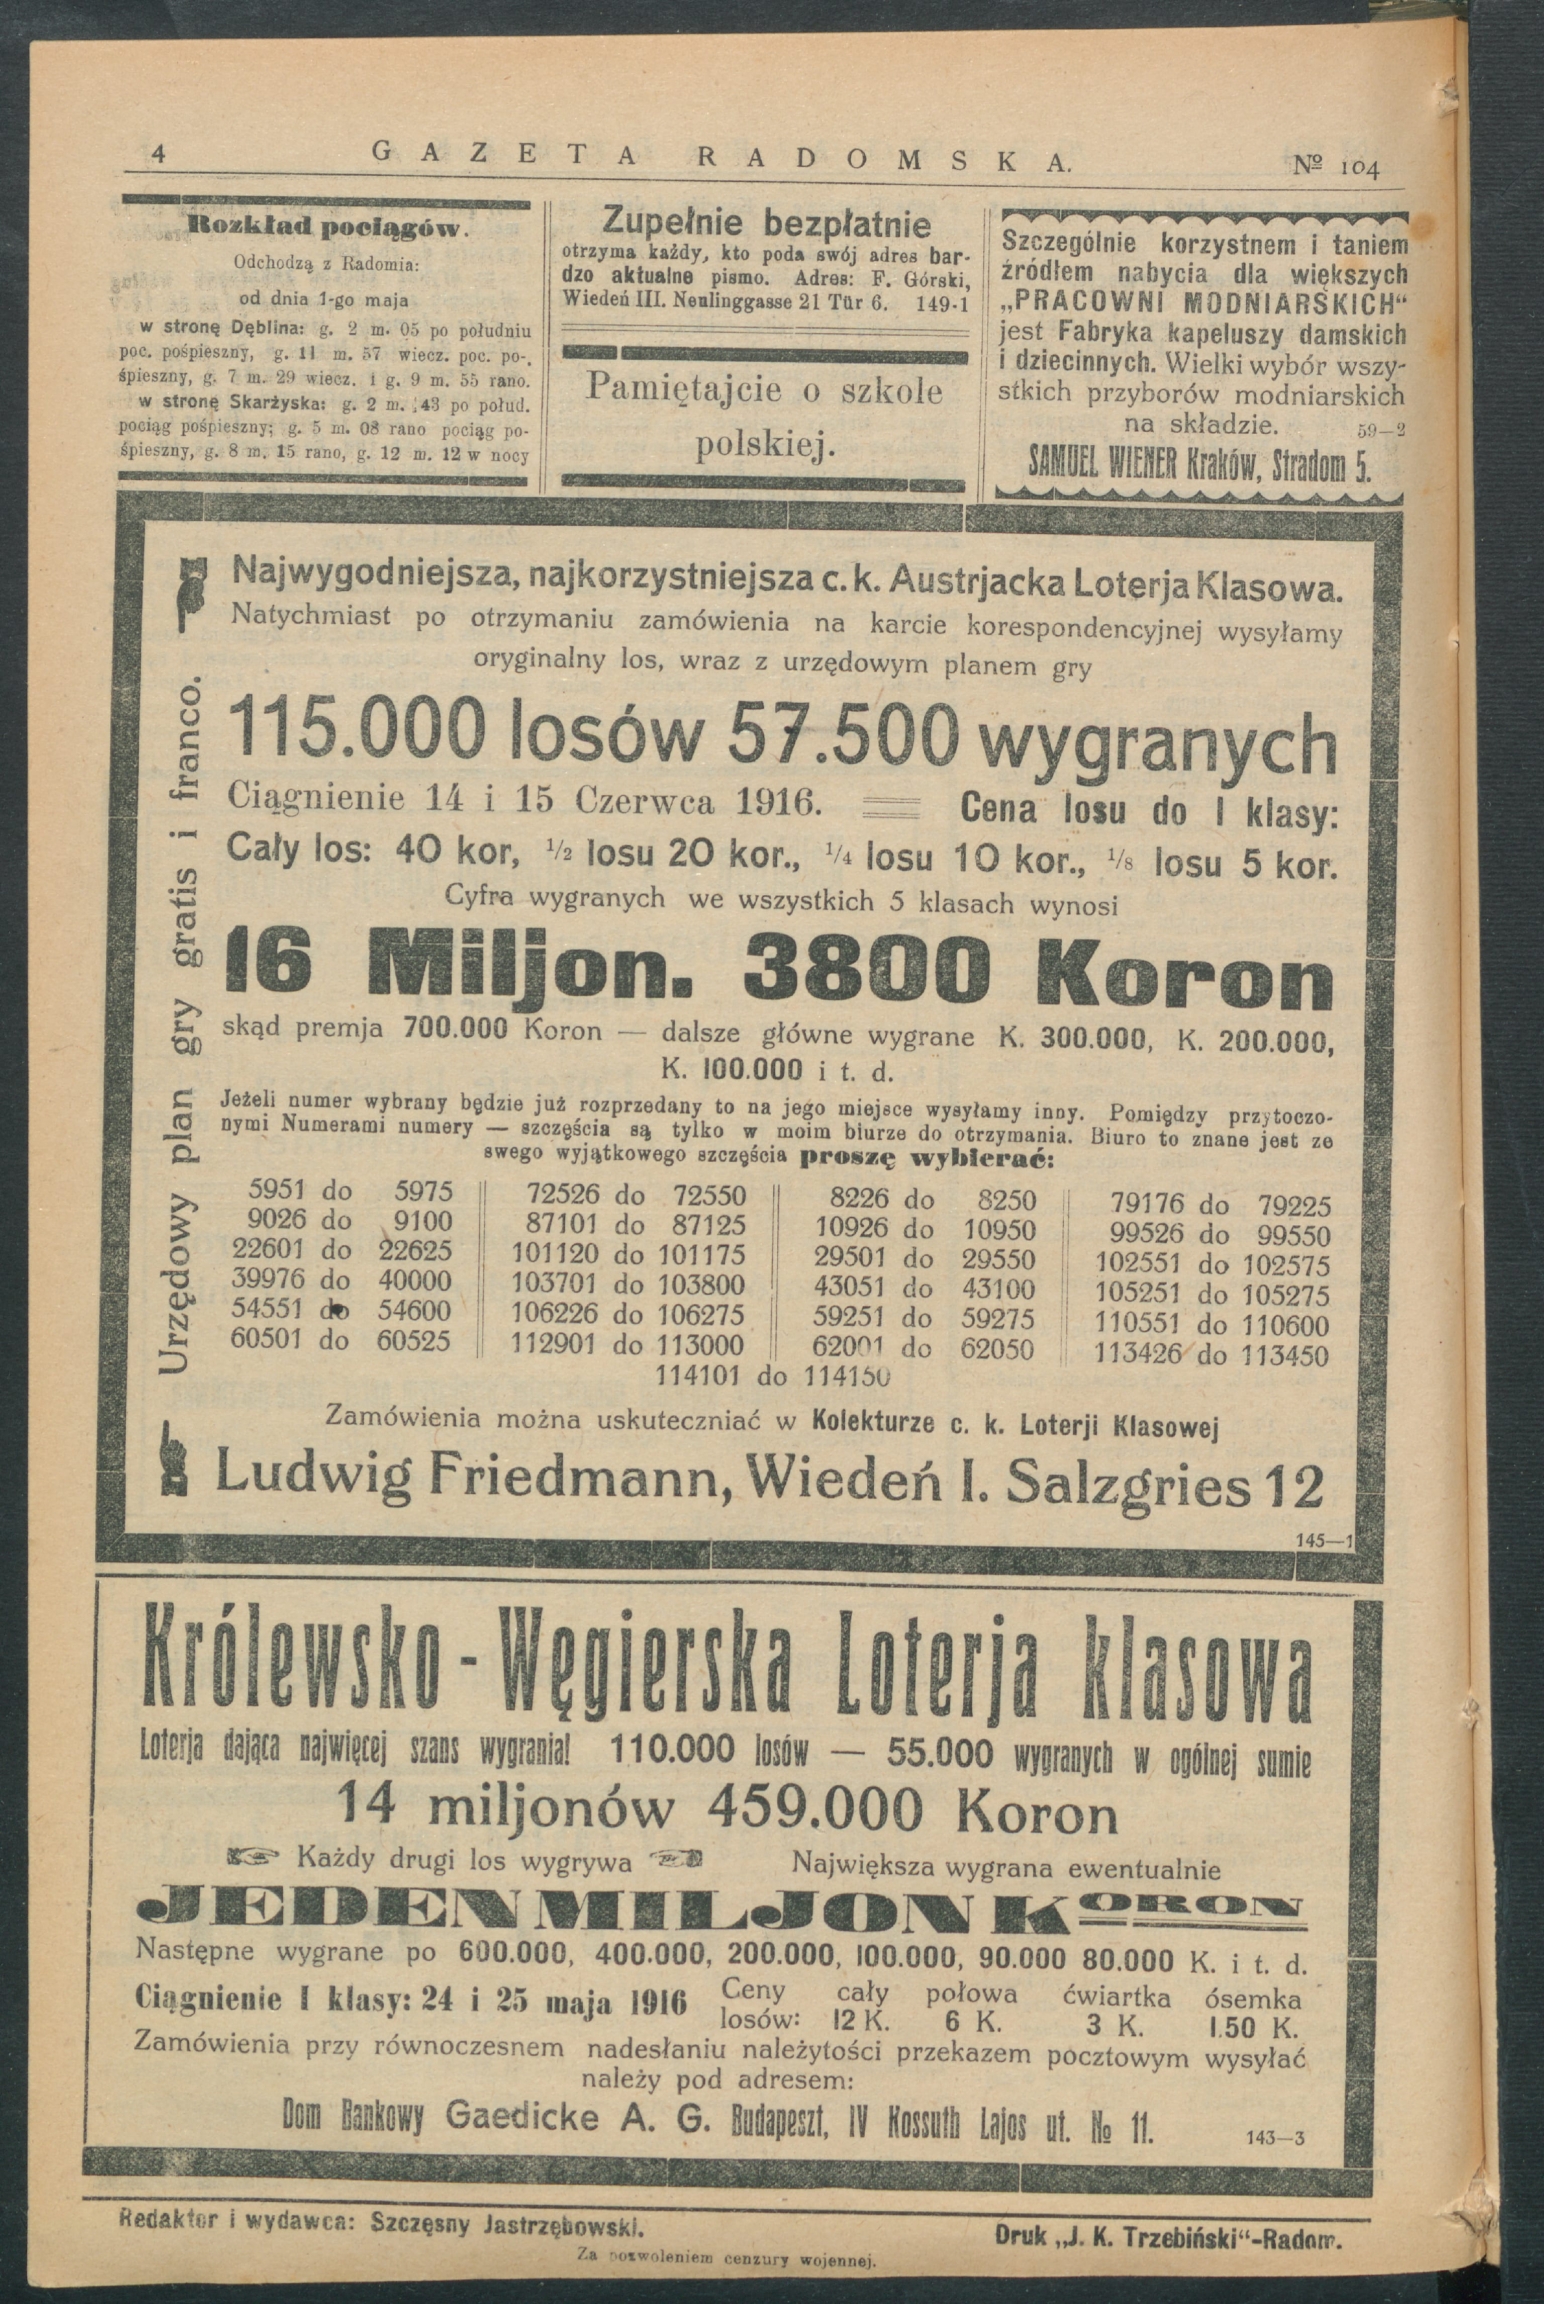 4
GAZETA RADOMSKA.
№ 104
Rozkład pociągów.
Odchodzą z Radomia:
od dnia 1-go maja
w stronę Dęblina: g. 2 m. 05 po południu
poc. pośpieszny, g. 11 m. 57 wiecz. poc. po-
śpieszny, g. 7 m. 29 wiecz. i g. 9 m. 55 rano.
w stronę Skarżyska: g. 2 m. 43 po połud.
pociąg pośpieszny; g. 5 m. 08 rano pociąg po-
śpieszny, g. 8 m. 15 rano, g. 12 m. 12 w nocy
Zupełnie bezpłatnie
otrzyma każdy, kto poda swój adres bar-
dzo aktualne pismo. Adres: F. Górski,
Wiedeń III. Neulinggasse 21 Tür 6. 149-1
Pamiętajcie o szkole
polskiej.
Szczególnie korzystnem i taniem
źródłem nabycia dla większych
„PRACOWNI MODNIARSKICH“
jest Fabryka kapeluszy damskich
i dziecinnych. Wielki wybór wszy-
stkich przyborów modniarskich
na składzie. 59—2
SAMUEL WIENER Kraków, Stradom 5.
Urzędowy plan gry gratis i franco.
Najwygodniejsza, najkorzystniejsza c. k. Austrjacka Loterja Klasowa.
Natychmiast po otrzymaniu zamówienia na karcie korespondencyjnej wysyłamy
oryginalny los, wraz z urzędowym planem gry
115.000 losów 57.500 wygranych
Ciągnienie 14 i 15 Czerwca 1916. Cena losu do I klasy:
Cały los: 40 kor, ½ losu 20 kor., ¼ losu 10 kor., ⅛ losu 5 kor.
Cyfra wygranych we wszystkich 5 klasach wynosi
16 Miljon. 3800 Koron
skąd premja 700.000 Koron — dalsze główne wygrane K. 300.000, K. 200.000,
K. 100.000 i t. d.
Jeżeli numer wybrany będzie już rozprzedany to na jego miejsce wysyłamy inny. Pomiędzy przytoczo-
nymi Numerami numery — szczęścia są tylko w moim biurze do otrzymania. Biuro to znane jest ze
swego wyjątkowego szczęścia proszę wybierać:
5951 do 5975 72526 do 72550 8226 do 8250 79176 do 79225
9026 do 9100 87101 do 87125 10926 do 10950 99526 do 99550
22601 do 22625 101120 do 101175 29501 do 29550 102551 do 102575
39976 do 40000 103701 do 103800 43051 do 43100 105251 do 105275
54551 do 54600 106226 do 106275 59251 do 59275 110551 do 110600
60501 do 60525 112901 do 113000 62001 do 62050 113426 do 113450
114101 do 114150
Zamówienia można uskuteczniać w Kolekturze c. k. Loterji Klasowej
Ludwig Friedmann, Wiedeń I. Salzgries 12
145—1
Królewsko - Węgierska Loterja klasowa
Loterja dająca najwięcej szans wygrania! 110.000 losów — 55.000 wygranych w ogólnej sumie
14 miljonów 459.000 Koron
Każdy drugi los wygrywa Największa wygrana ewentualnie
JEDEN MILJON KORON
Następne wygrane po 600.000, 400.000, 200.000, 100.000, 90.000 80.000 K. i t. d.
Ciągnienie I klasy: 24 i 25 maja 1916
Ceny cały połowa ćwiartka ósemka
losów: 12 K. 6 K. 3 K. 1.50 K.
Zamówienia przy równoczesnem nadesłaniu należytości przekazem pocztowym wysyłać
należy pod adresem:
Dom Bankowy Gaedicke A. G. Budapeszt, IV Kossuth Lajos ut. № 11. 143—3
Redaktor i wydawca: Szczęsny Jastrzębowski.
Druk „J. K. Trzebiński“-Radom.
Za pozwoleniem cenzury wojennej.